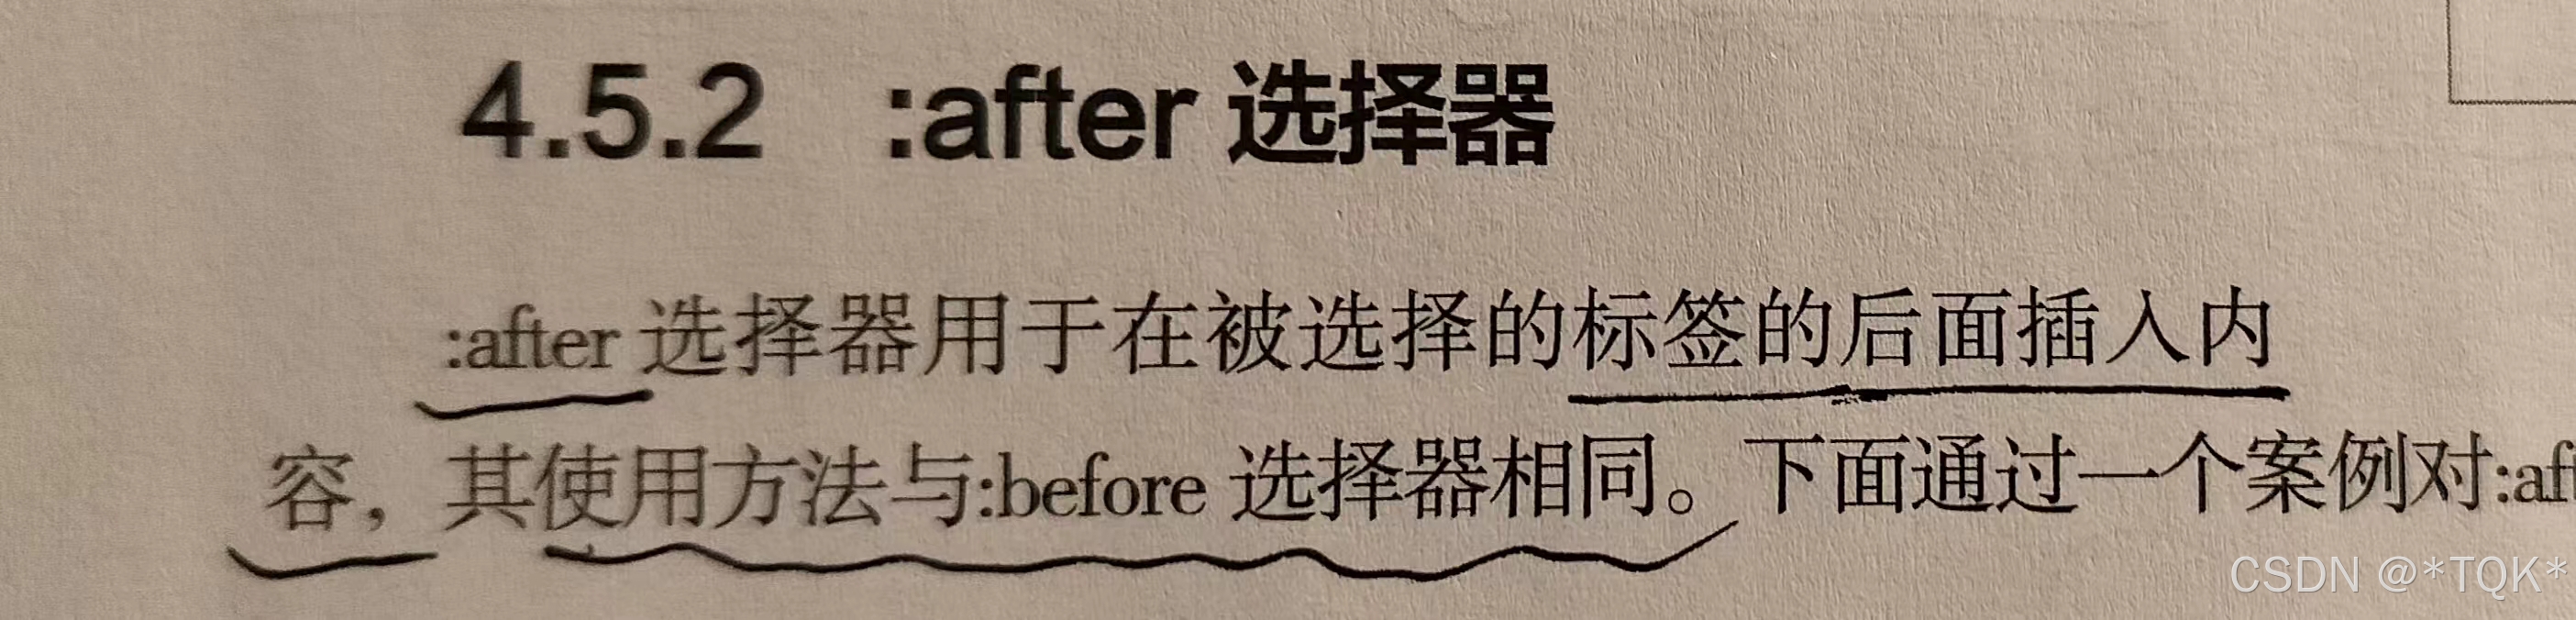 4.5.2 :after 选择器
:after 选择器用于在被选择的标签的后面插入内
容，其使用方法与:before 选择器相同。下面通过一个案例对:af
CSDN @*TQK*